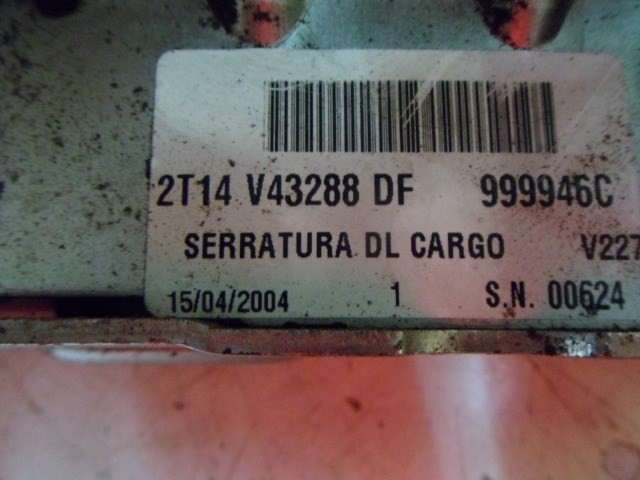 2T14 V43288 DF 999946C
SERRATURA DL CARGO V227
15/04/2004 1 S.N. 00624